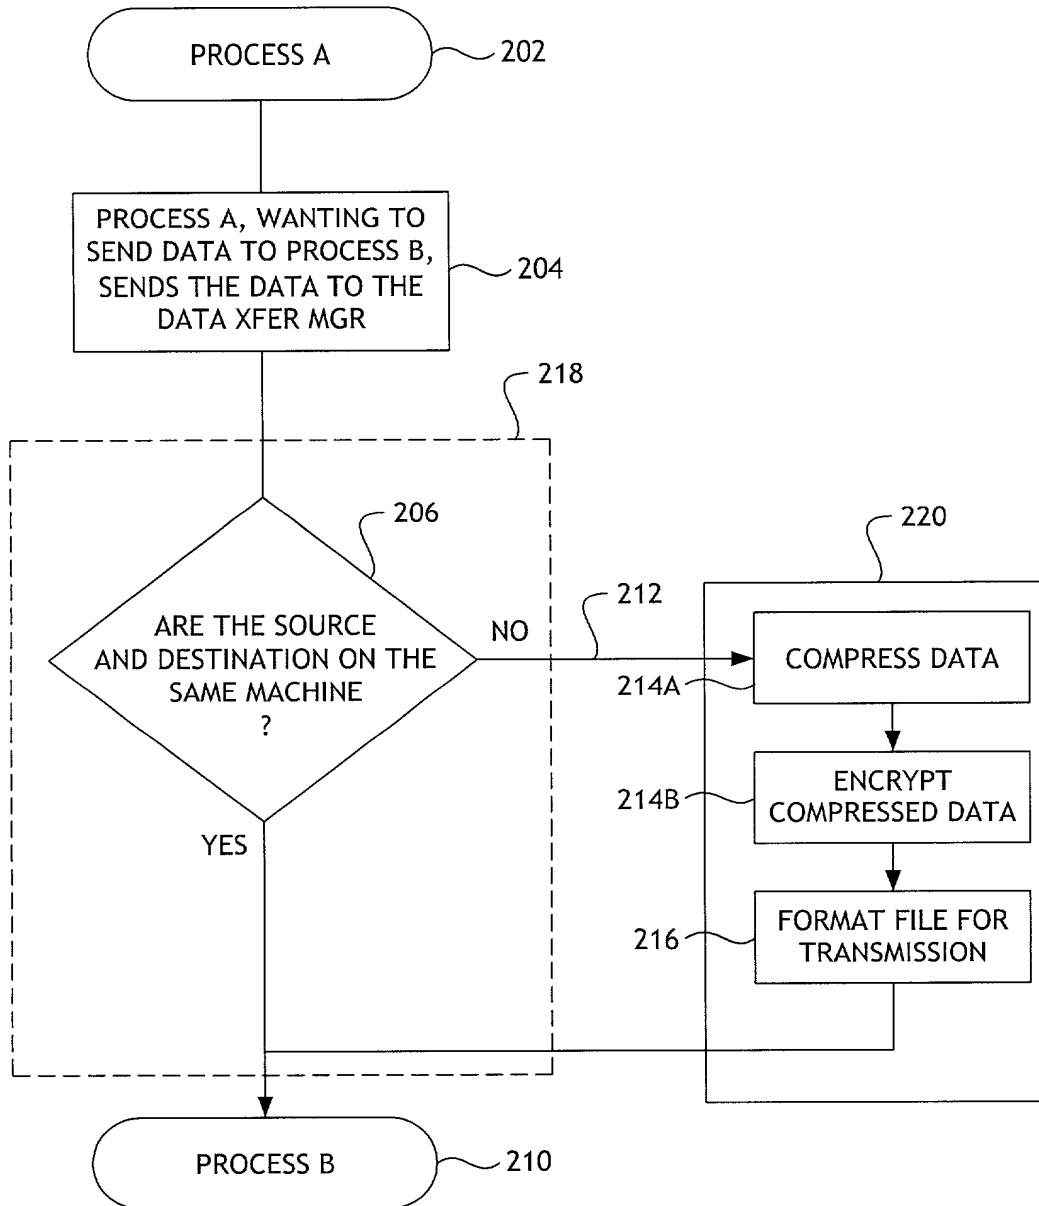 PROCESS A
202
PROCESS A, WANTING TO
SEND DATA TO PROCESS B,
SENDS THE DATA TO THE
DATA XFER MGR
204
218
206
ARE THE SOURCE
AND DESTINATION ON THE
SAME MACHINE
?
NO
212
220
COMPRESS DATA
214A
ENCRYPT
COMPRESSED DATA
214B
FORMAT FILE FOR
TRANSMISSION
216
YES
PROCESS B
210